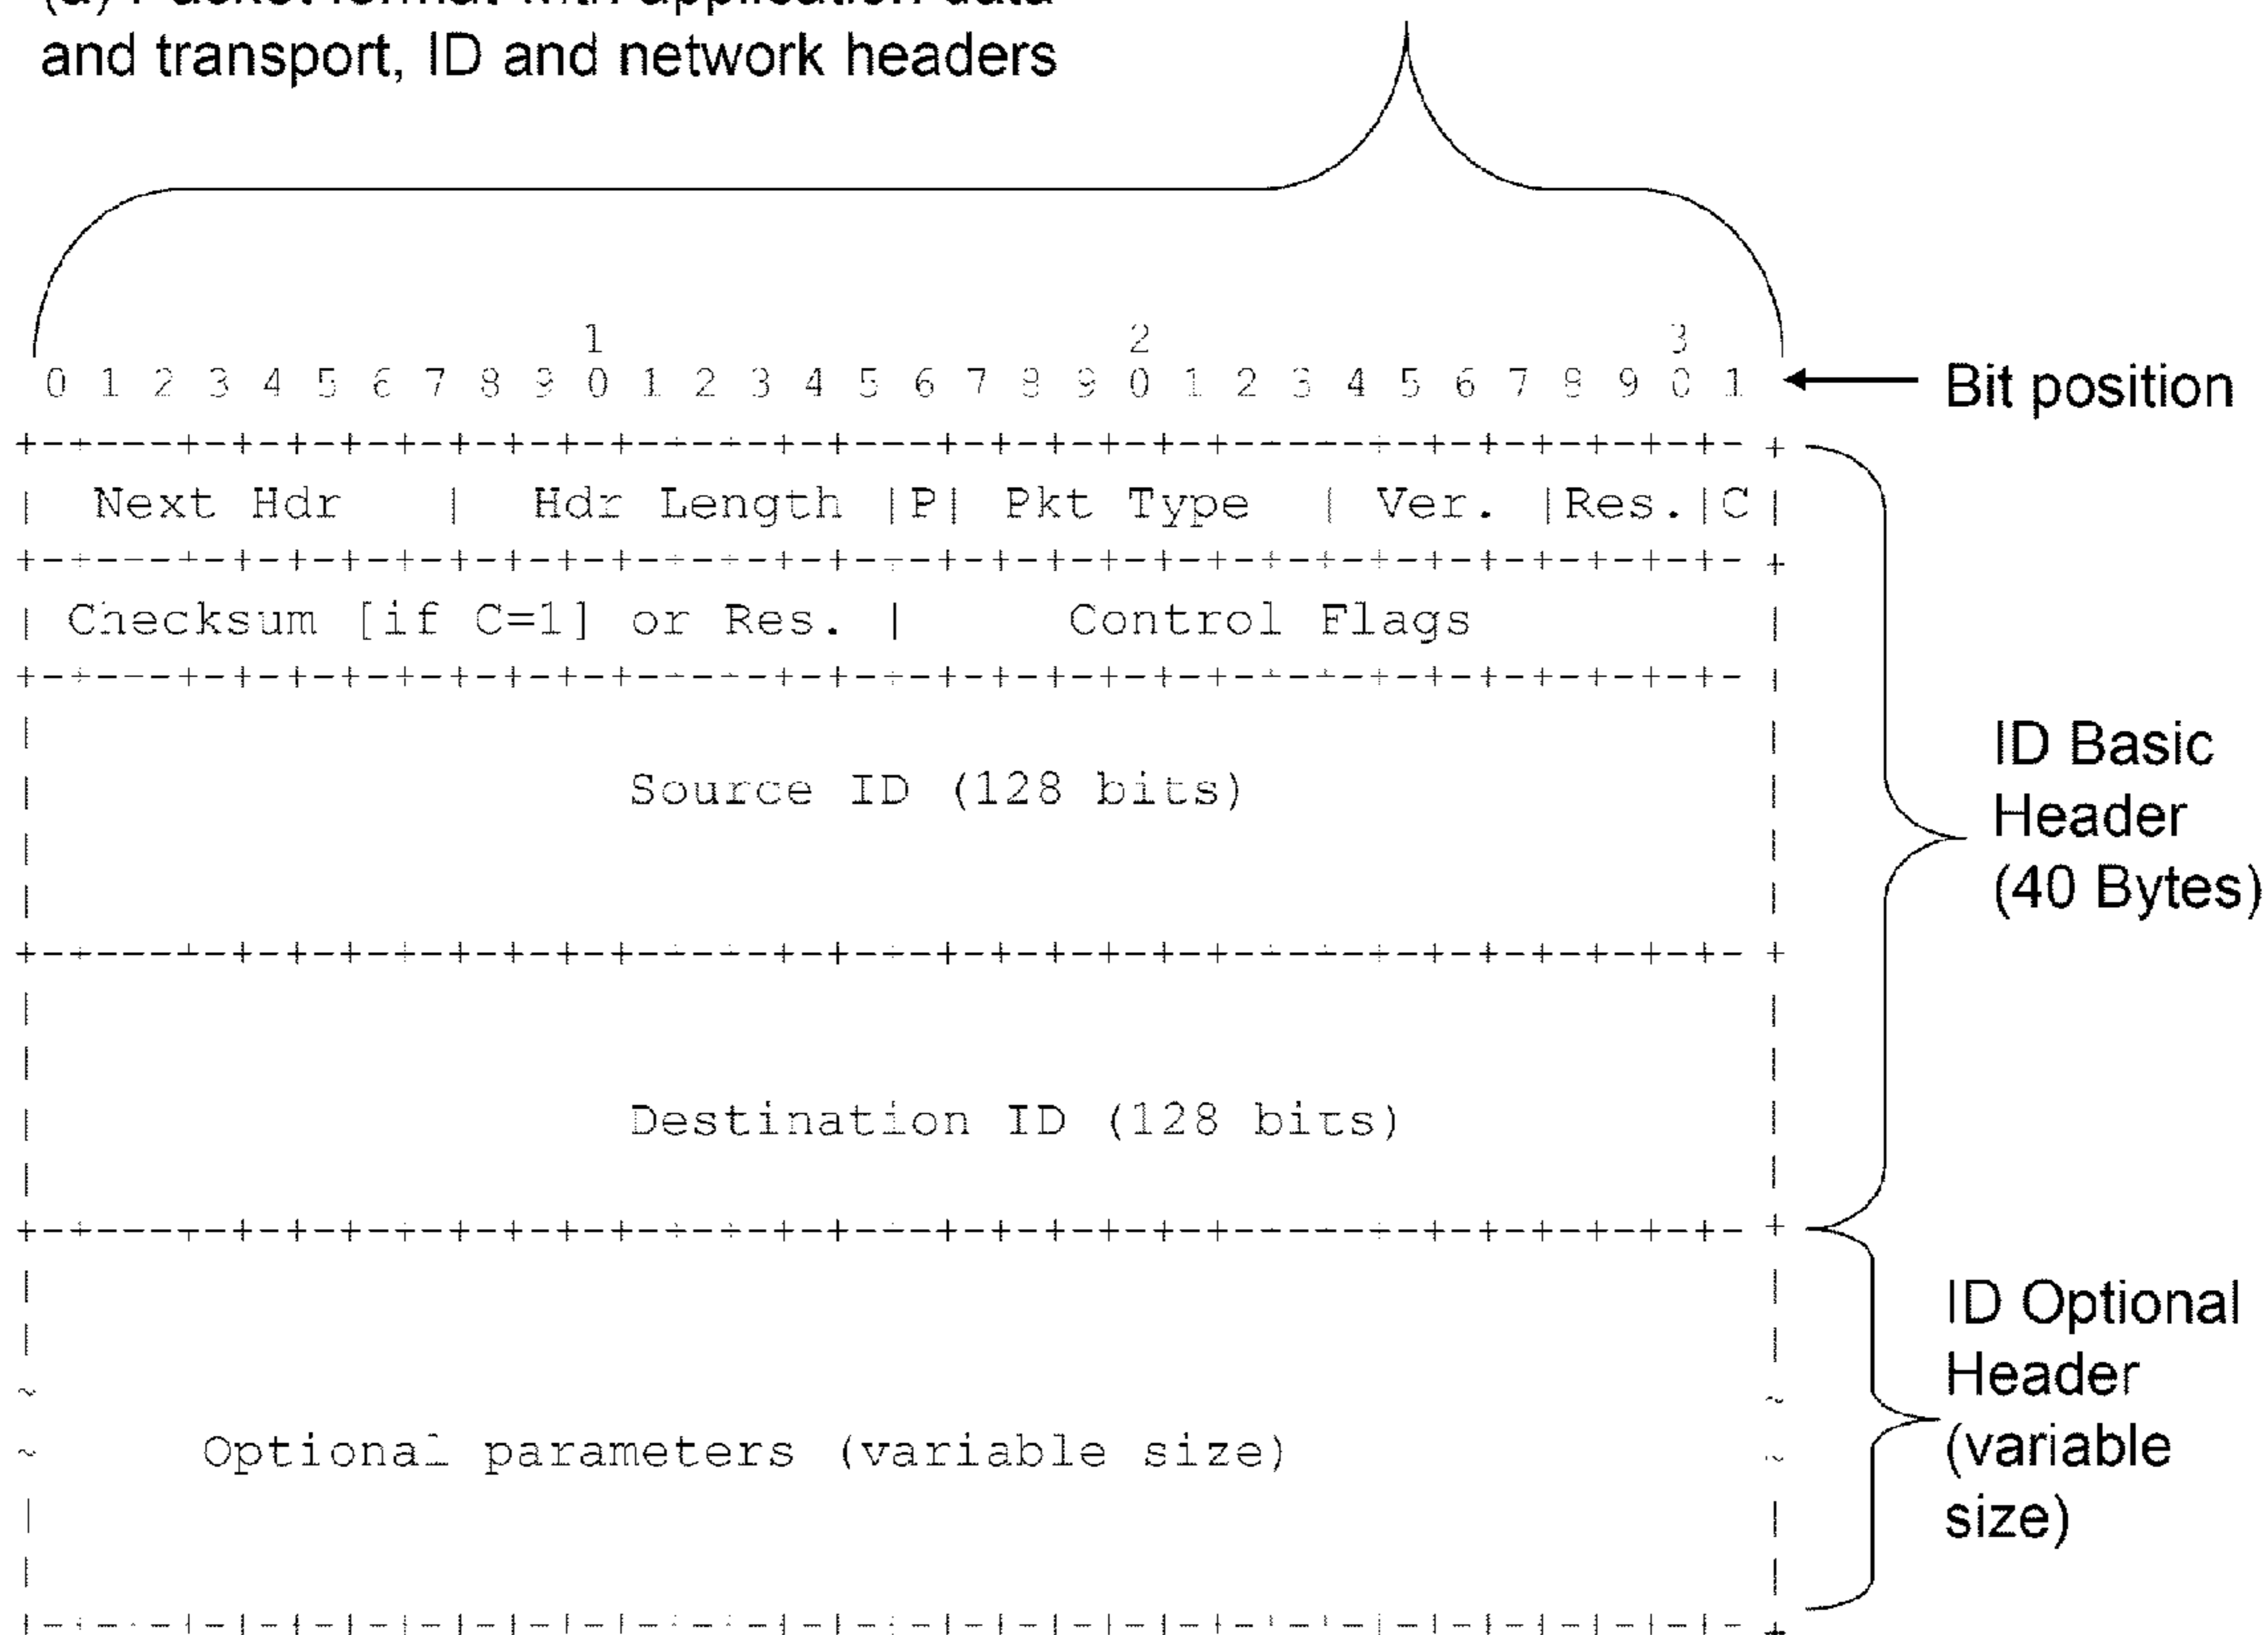 and transport, ID and network headers
1 2 3
0 1 2 3 4 5 6 7 8 9 0 1 2 3 4 5 6 7 8 9 0 1 2 3 4 5 6 7 8 9 0 1
Bit position
| Next Hdr | Hdr Length |P| Pkt Type | Ver. |Res.|C|
| Checksum [if C=1] or Res. | Control Flags |
Source ID (128 bits)
ID Basic
Header
(40 Bytes)
Destination ID (128 bits)
ID Optional
Header
(variable
size)
~ Optional parameters (variable size) ~